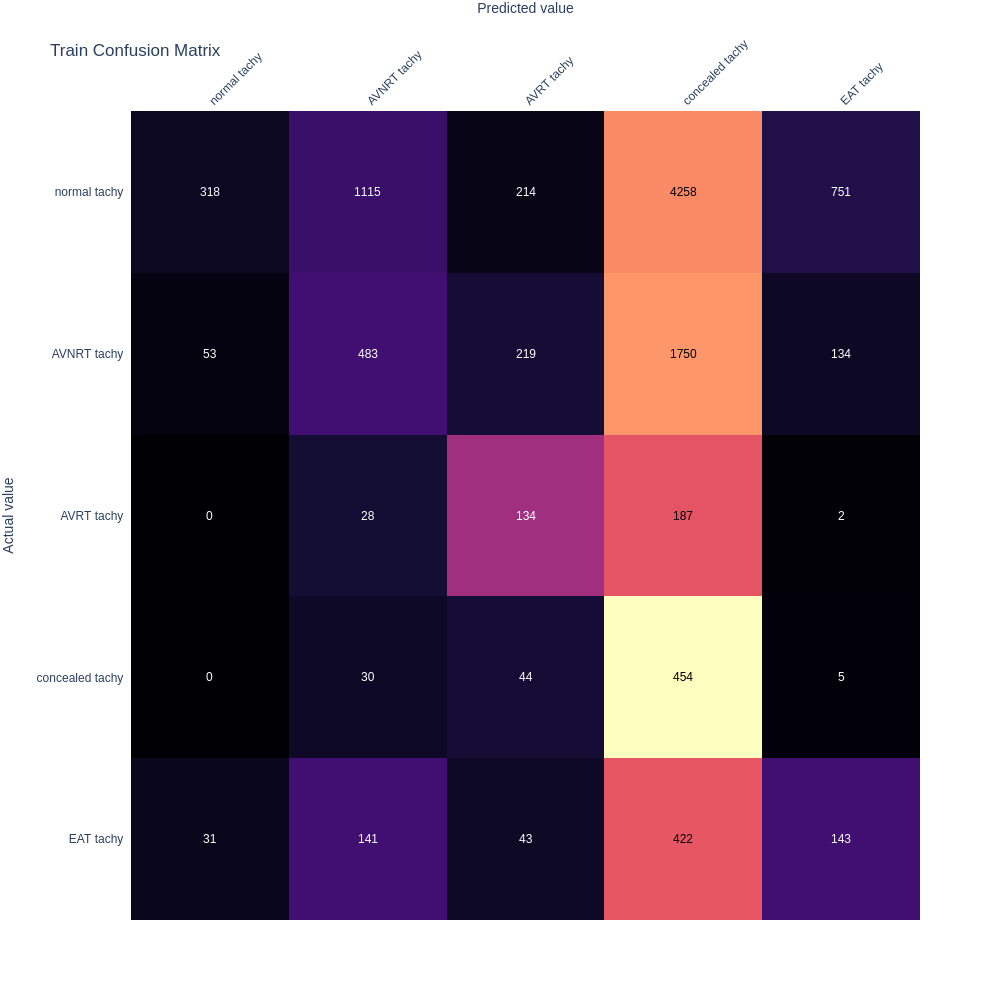 Predicted value
Train Confusion Matrix
normal tachy AVNRT tachy AVRT tachy concealed tachy EAT tachy
Actual value
normal tachy 318 1115 214 4258 751
AVNRT tachy 53 483 219 1750 134
AVRT tachy 0 28 134 187 2
concealed tachy 0 30 44 454 5
EAT tachy 31 141 43 422 143